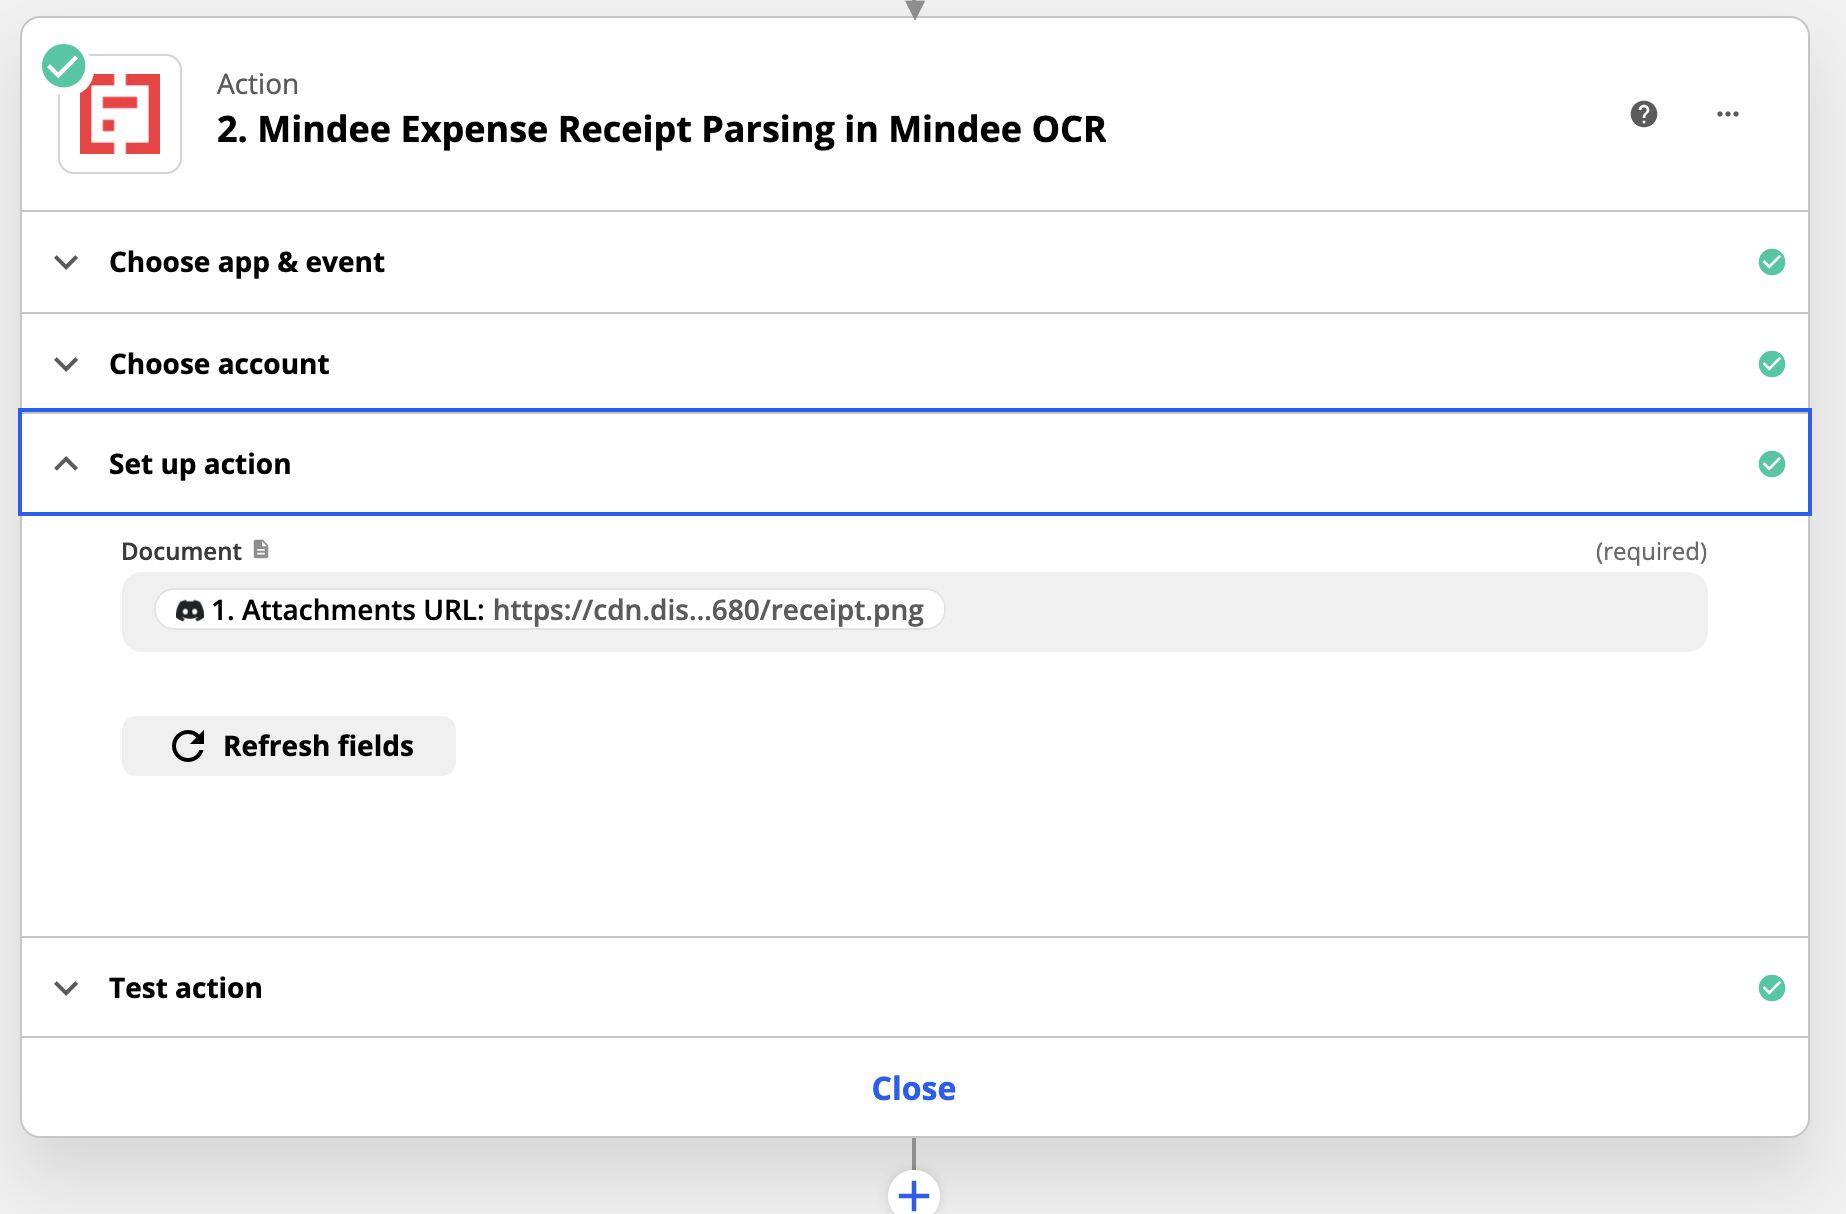 Action
2. Mindee Expense Receipt Parsing in Mindee OCR
Choose app & event
Choose account
Set up action
Document
(required)
1. Attachments URL: https://cdn.dis...680/receipt.png
Refresh fields
Test action
Close